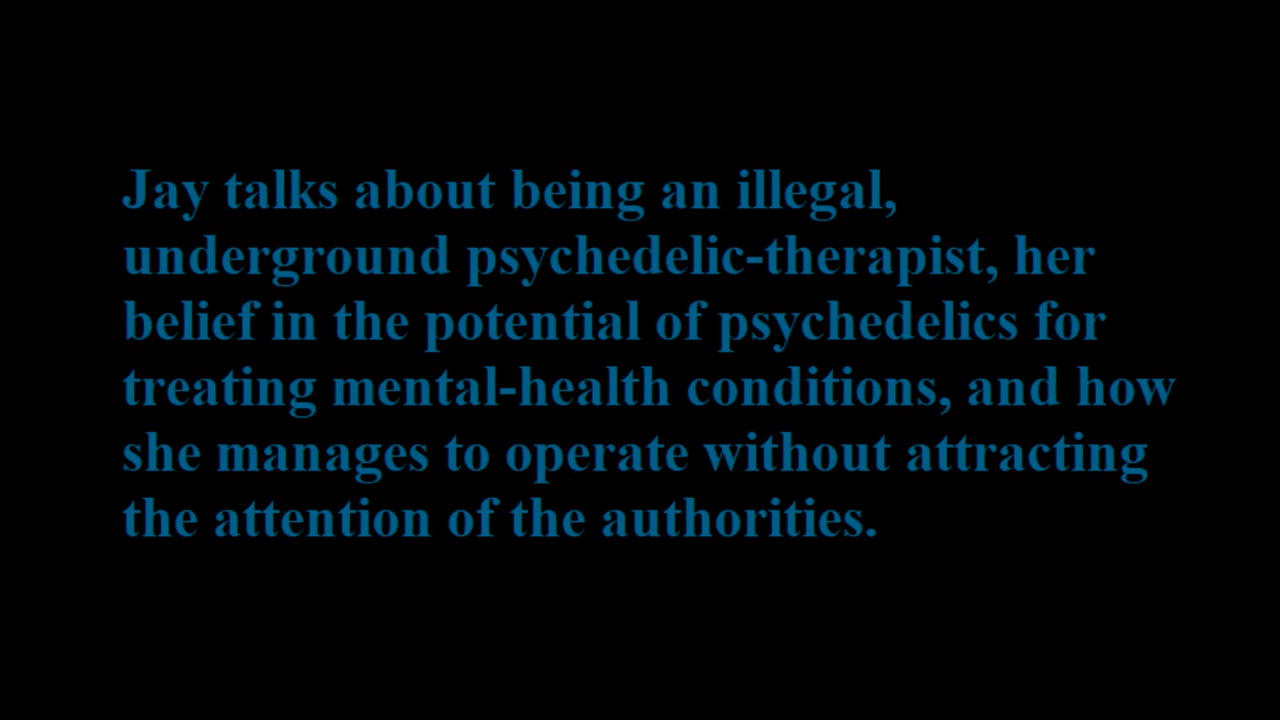 Jay talks about being an illegal,
underground psychedelic-therapist, her
belief in the potential of psychedelics for
treating mental-health conditions, and how
she manages to operate without attracting
the attention of the authorities.